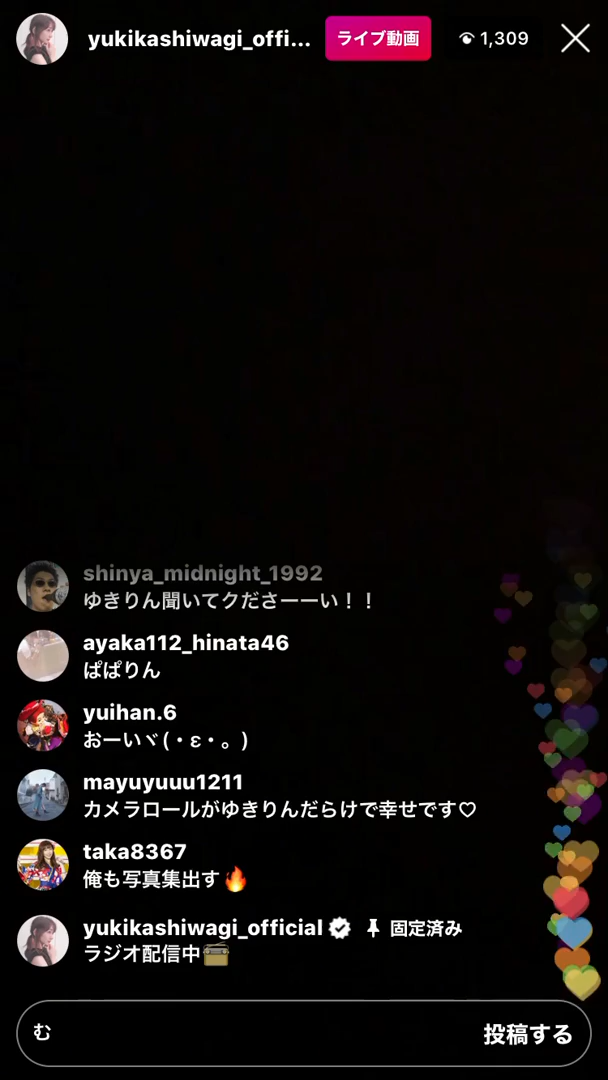 yukikashiwagi_offi... ライブ動画 1,309
shinya_midnight_1992
ゆきりん聞いてクださーーい！！
ayaka112_hinata46
ぱぱりん
yuihan.6
おーいヾ(・ε・。)
mayuyuuu1211
カメラロールがゆきりんだらけで幸せです♡
taka8367
俺も写真集出す🔥
yukikashiwagi_official 固定済み
ラジオ配信中📻
む 投稿する